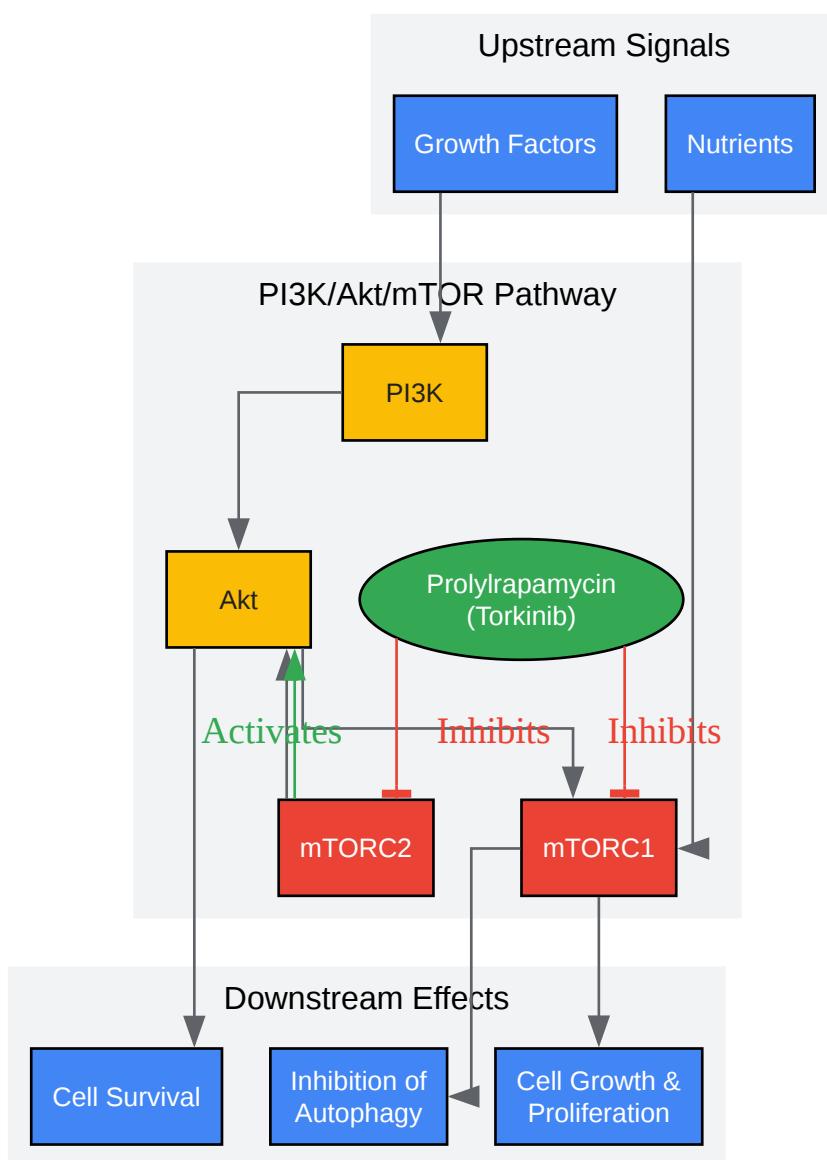 Upstream Signals
Growth Factors
Nutrients
PI3K/Akt/mTOR Pathway
PI3K
Akt
Prolylrapamycin
(Torkinib)
Activates
Inhibits
Inhibits
mTORC2
mTORC1
Downstream Effects
Cell Survival
Inhibition of
Autophagy
Cell Growth &
Proliferation